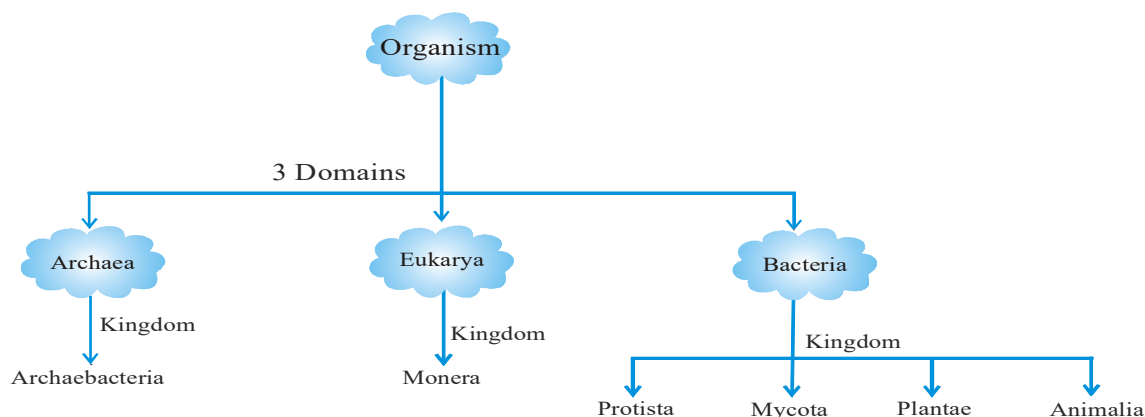 Organism
3 Domains
Archaea
Eukarya
Bacteria
Kingdom
Kingdom
Kingdom
Archaebacteria
Monera
Protista
Mycota
Plantae
Animalia